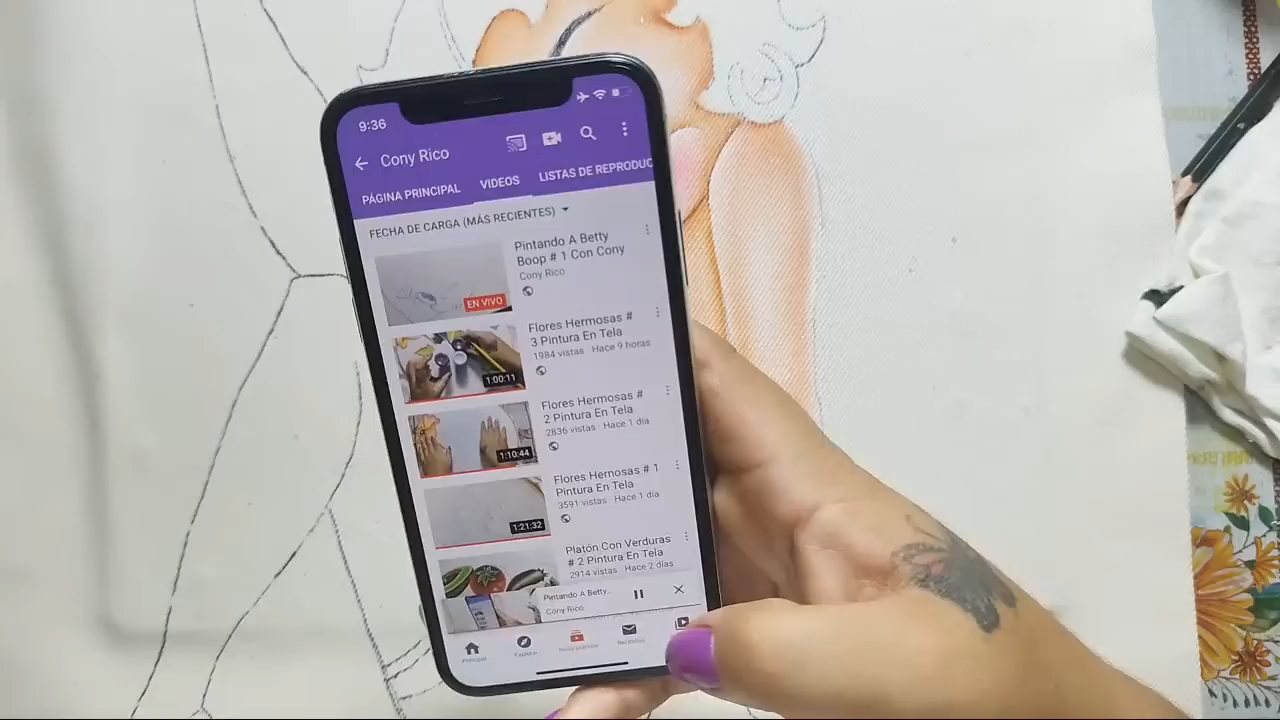 9:36
Cony Rico
PÁGINA PRINCIPAL VIDEOS LISTAS DE REPRODUC
FECHA DE CARGA (MÁS RECIENTES)
Pintando A Betty
Boop # 1 Con Cony
Cony Rico
EN VIVO
Flores Hermosas #
3 Pintura En Tela
1984 vistas · Hace 9 horas
1:00:11
Flores Hermosas #
2 Pintura En Tela
2836 vistas · Hace 1 día
1:10:44
Flores Hermosas # 1
Pintura En Tela
3591 vistas · Hace 1 día
1:21:32
Platón Con Verduras
# 2 Pintura En Tela
2914 vistas · Hace 2 días
Pintando A Betty...
Cony Rico
Principal Explorar